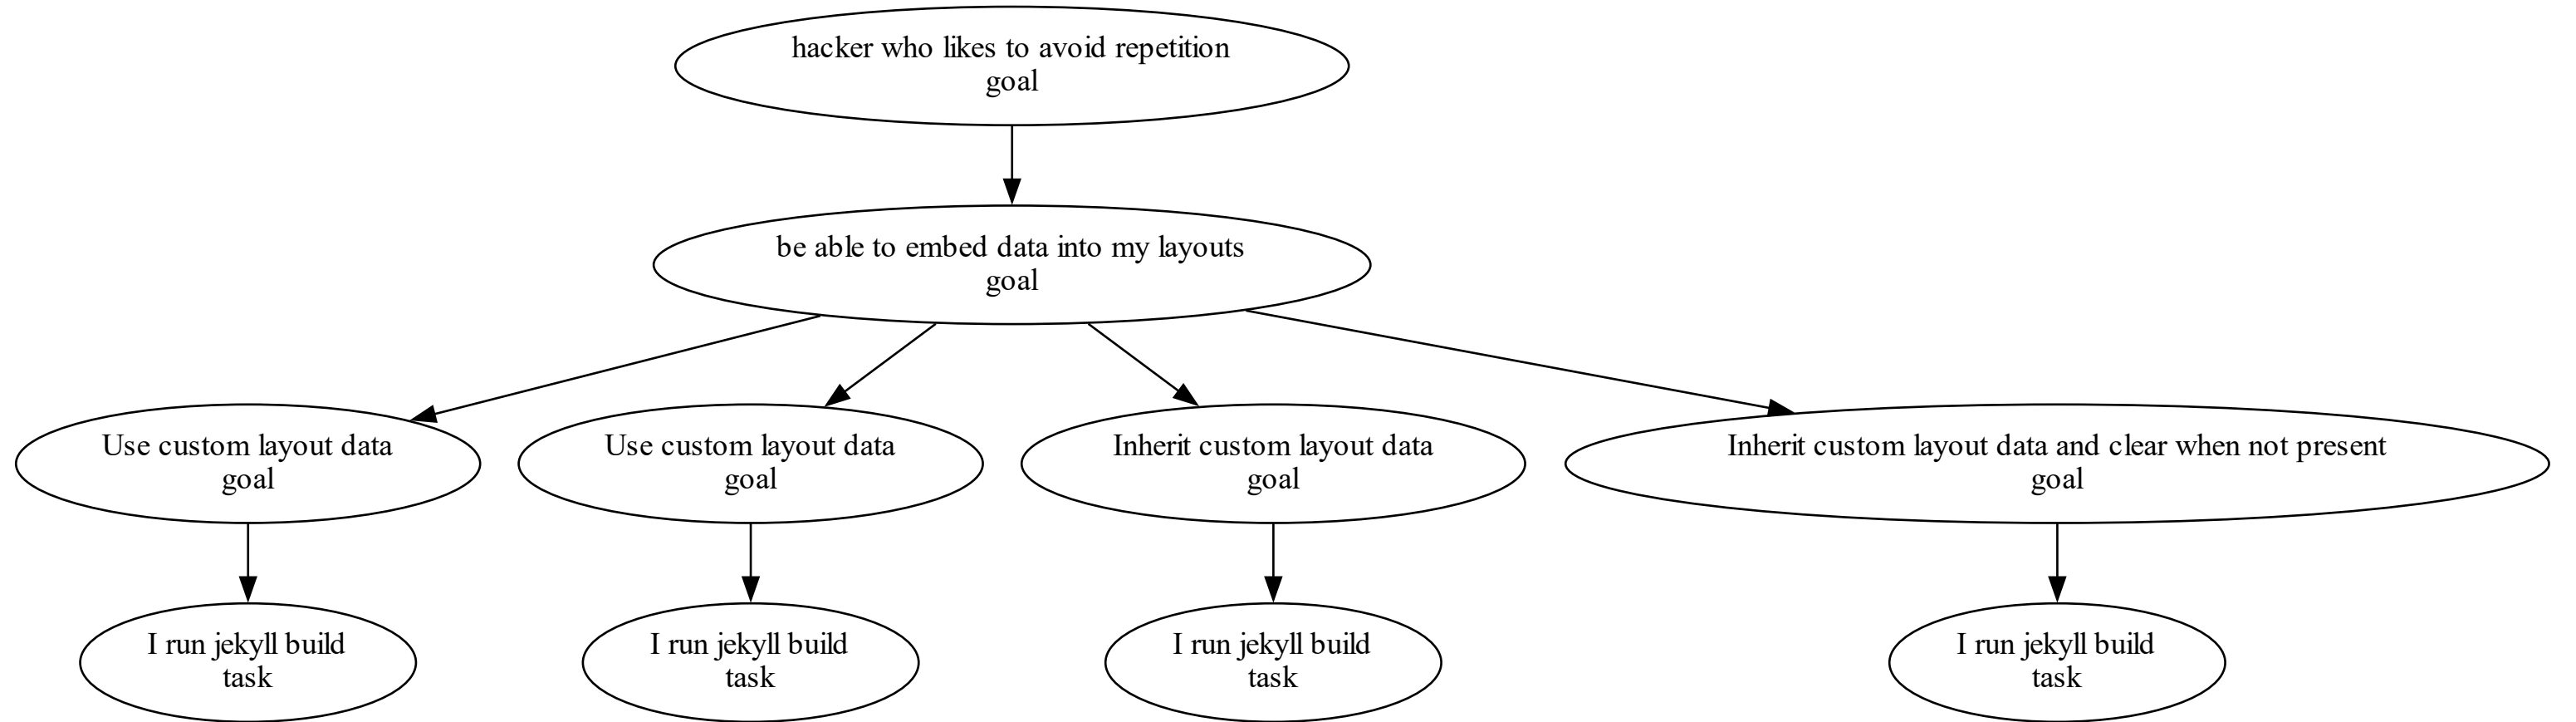 hacker who likes to avoid repetition
goal
be able to embed data into my layouts
goal
Use custom layout data
goal
Use custom layout data
goal
Inherit custom layout data
goal
Inherit custom layout data and clear when not present
goal
I run jekyll build
task
I run jekyll build
task
I run jekyll build
task
I run jekyll build
task